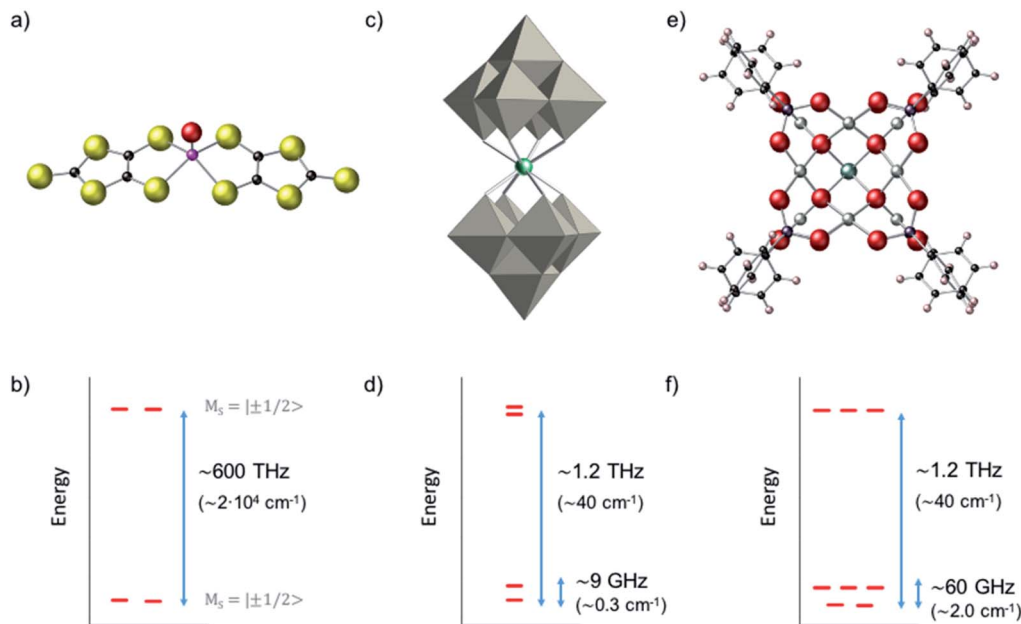 a)
c)
e)
b)
d)
f)
Energy
M_S = |±1/2>
~600 THz
(~2·10⁴ cm⁻¹)
M_S = |±1/2>
Energy
~1.2 THz
(~40 cm⁻¹)
~9 GHz
(~0.3 cm⁻¹)
Energy
~1.2 THz
(~40 cm⁻¹)
~60 GHz
(~2.0 cm⁻¹)